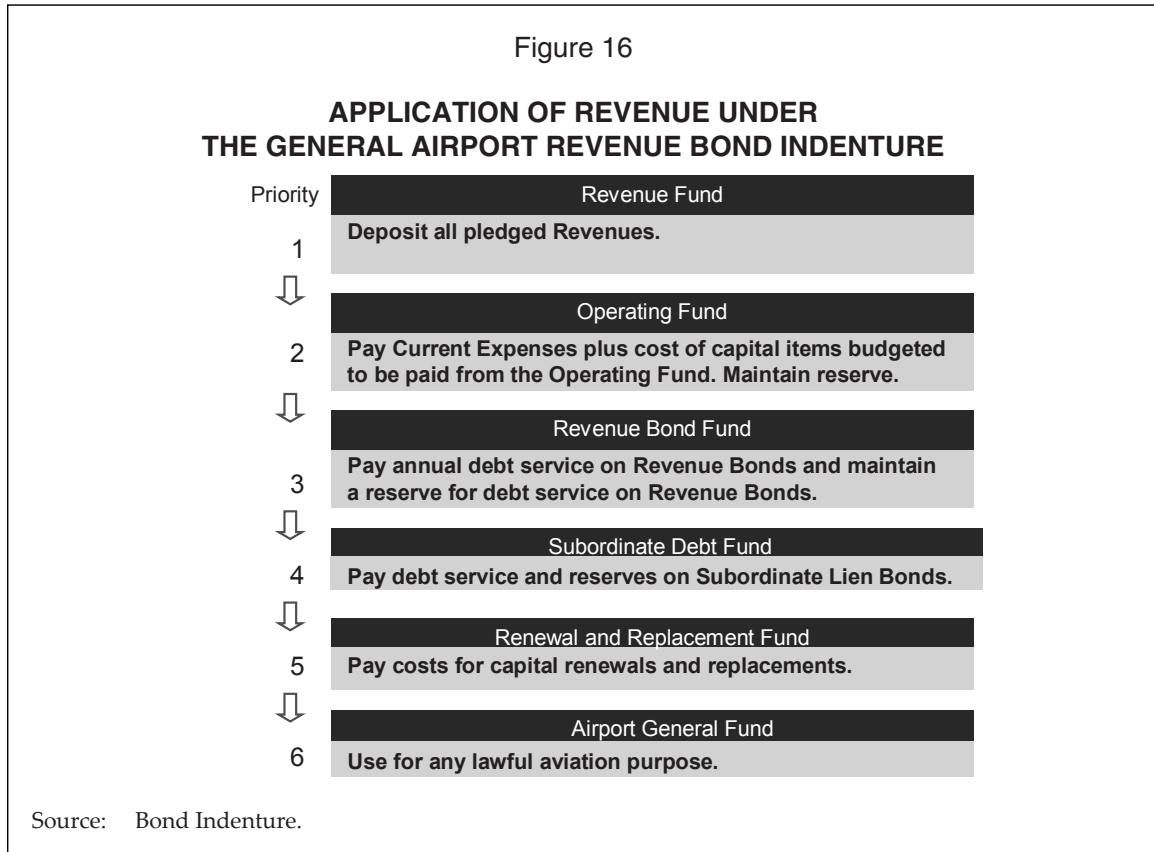 Figure 16
APPLICATION OF REVENUE UNDER
THE GENERAL AIRPORT REVENUE BOND INDENTURE
Priority
Revenue Fund
1
Deposit all pledged Revenues.
Operating Fund
2
Pay Current Expenses plus cost of capital items budgeted
to be paid from the Operating Fund. Maintain reserve.
Revenue Bond Fund
3
Pay annual debt service on Revenue Bonds and maintain
a reserve for debt service on Revenue Bonds.
Subordinate Debt Fund
4
Pay debt service and reserves on Subordinate Lien Bonds.
Renewal and Replacement Fund
5
Pay costs for capital renewals and replacements.
Airport General Fund
6
Use for any lawful aviation purpose.
Source: Bond Indenture.